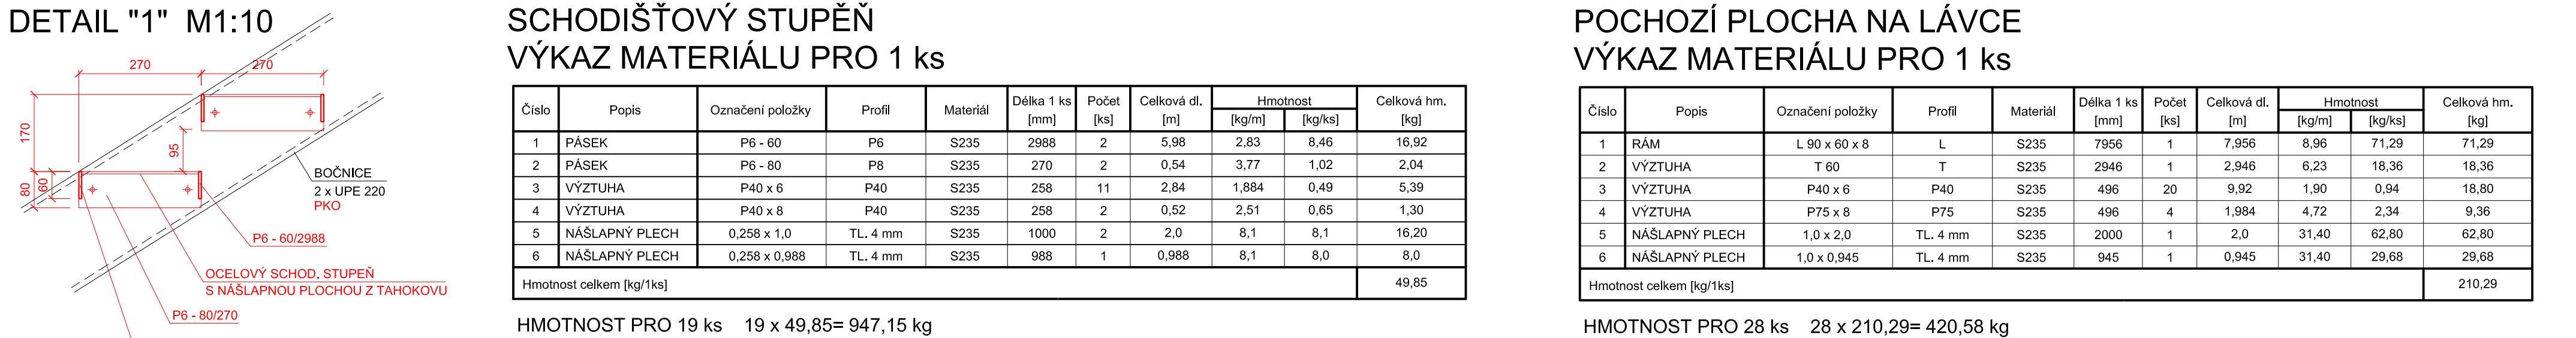 DETAIL "1" M1:10
270
270
170
95
80
60
BOČNICE
2 x UPE 220
PKO
P6 - 60/2988
OCELOVÝ SCHOD. STUPEŇ
S NÁŠLAPNOU PLOCHOU Z TAHOKOVU
P6 - 80/270
SCHODIŠŤOVÝ STUPĚŇ
VÝKAZ MATERIÁLU PRO 1 ks
Číslo Popis Označení položky Profil Materiál Délka 1 ks [mm] Počet [ks] Celková dl. [m] Hmotnost [kg/m] [kg/ks] Celková hm. [kg]
1 PÁSEK P6 - 60 P6 S235 2988 2 5,98 2,83 8,46 16,92
2 PÁSEK P6 - 80 P8 S235 270 2 0,54 3,77 1,02 2,04
3 VÝZTUHA P40 x 6 P40 S235 258 11 2,84 1,884 0,49 5,39
4 VÝZTUHA P40 x 8 P40 S235 258 2 0,52 2,51 0,65 1,30
5 NÁŠLAPNÝ PLECH 0,258 x 1,0 TL. 4 mm S235 1000 2 2,0 8,1 8,1 16,20
6 NÁŠLAPNÝ PLECH 0,258 x 0,988 TL. 4 mm S235 988 1 0,988 8,1 8,0 8,0
Hmotnost celkem [kg/1ks] 49,85
HMOTNOST PRO 19 ks 19 x 49,85= 947,15 kg
POCHOZÍ PLOCHA NA LÁVCE
VÝKAZ MATERIÁLU PRO 1 ks
Číslo Popis Označení položky Profil Materiál Délka 1 ks [mm] Počet [ks] Celková dl. [m] Hmotnost [kg/m] [kg/ks] Celková hm. [kg]
1 RÁM L 90 x 60 x 8 L S235 7956 1 7,956 8,96 71,29 71,29
2 VÝZTUHA T 60 T S235 2946 1 2,946 6,23 18,36 18,36
3 VÝZTUHA P40 x 6 P40 S235 496 20 9,92 1,90 0,94 18,80
4 VÝZTUHA P75 x 8 P75 S235 496 4 1,984 4,72 2,34 9,36
5 NÁŠLAPNÝ PLECH 1,0 x 2,0 TL. 4 mm S235 2000 1 2,0 31,40 62,80 62,80
6 NÁŠLAPNÝ PLECH 1,0 x 0,945 TL. 4 mm S235 945 1 0,945 31,40 29,68 29,68
Hmotnost celkem [kg/1ks] 210,29
HMOTNOST PRO 28 ks 28 x 210,29= 420,58 kg